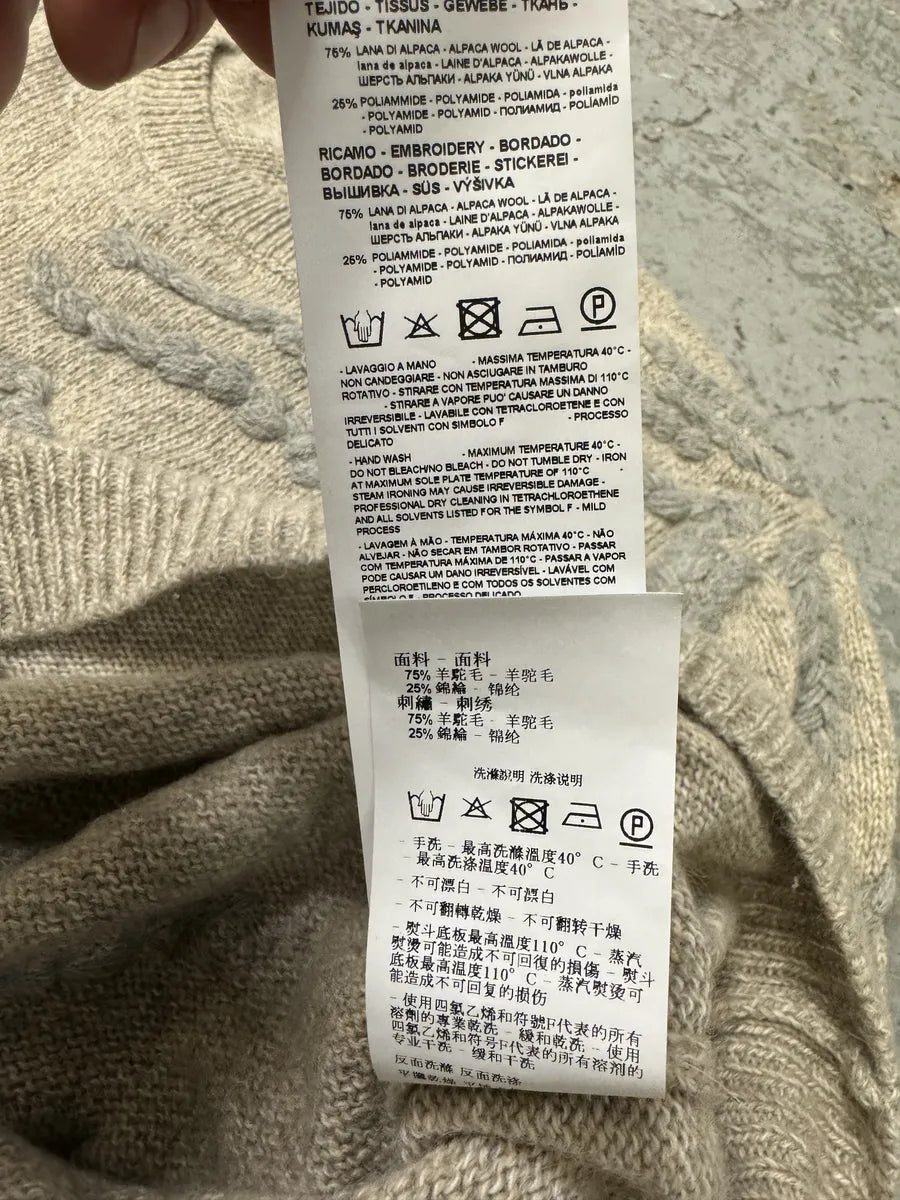 TEJIDO - TISSUS - GEWEBE - ТКАНЬ -
KUMAŞ - TKANINA
75% LANA DI ALPACA - ALPACA WOOL - LÃ DE ALPACA -
lana de alpaca - LAINE D'ALPACA - ALPAKAWOLLE -
ШЕРСТЬ АЛЬПАКИ - ALPAKA YÜNÜ - VLNA ALPAKA
25% POLIAMMIDE - POLYAMIDE - POLIAMIDA - poliamida
- POLYAMIDE - POLYAMID - ПОЛИАМИД - POLİAMİD
- POLYAMID
RICAMO - EMBROIDERY - BORDADO -
BORDADO - BRODERIE - STICKEREI -
ВЫШИВКА - SÜS - VÝŠIVKA
75% LANA DI ALPACA - ALPACA WOOL - LÃ DE ALPACA -
lana de alpaca - LAINE D'ALPACA - ALPAKAWOLLE -
ШЕРСТЬ АЛЬПАКИ - ALPAKA YÜNÜ - VLNA ALPAKA
25% POLIAMMIDE - POLYAMIDE - POLIAMIDA - poliamida
- POLYAMIDE - POLYAMID - ПОЛИАМИД - POLİAMİD
- POLYAMID
P
- LAVAGGIO A MANO - MASSIMA TEMPERATURA 40°C -
NON CANDEGGIARE - NON ASCIUGARE IN TAMBURO
ROTATIVO - STIRARE CON TEMPERATURA MASSIMA DI 110°C
- STIRARE A VAPORE PUO' CAUSARE UN DANNO
IRREVERSIBILE - LAVABILE CON TETRACLOROETENE E CON
TUTTI I SOLVENTI CON SIMBOLO F - PROCESSO
DELICATO
- HAND WASH - MAXIMUM TEMPERATURE 40°C -
DO NOT BLEACH/NO BLEACH - DO NOT TUMBLE DRY - IRON
AT MAXIMUM SOLE PLATE TEMPERATURE OF 110°C -
STEAM IRONING MAY CAUSE IRREVERSIBLE DAMAGE -
PROFESSIONAL DRY CLEANING IN TETRACHLOROETHENE
AND ALL SOLVENTS LISTED FOR THE SYMBOL F - MILD
PROCESS
- LAVAGEM À MÃO - TEMPERATURA MÁXIMA 40°C - NÃO
ALVEJAR - NÃO SECAR EM TAMBOR ROTATIVO - PASSAR
COM TEMPERATURA MÁXIMA DE 110°C - PASSAR A VAPOR
PODE CAUSAR UM DANO IRREVERSÍVEL - LAVÁVEL COM
PERCLOROETILENO E COM TODOS OS SOLVENTES COM
SÍMBOLO F - PROCESSO DELICADO
面料 - 面料
75% 羊駝毛 - 羊驼毛
25% 錦綸 - 锦纶
刺繡 - 刺绣
75% 羊駝毛 - 羊驼毛
25% 錦綸 - 锦纶
洗滌說明 洗涤说明
P
- 手洗 - 最高洗滌溫度40° C - 手洗
- 最高洗涤温度40° C
- 不可漂白 - 不可漂白
- 不可翻轉乾燥 - 不可翻转干燥
- 熨斗底板最高溫度110° C - 蒸汽
熨燙可能造成不可回復的損傷 - 熨斗
底板最高温度110° C - 蒸汽熨烫可
能造成不可回复的损伤
- 使用四氯乙烯和符號F代表的所有
溶劑的專業乾洗 - 緩和乾洗 - 使用
四氯乙烯和符号F代表的所有溶剂的
专业干洗 - 缓和干洗
反面洗滌 反面洗涤
平攤乾燥